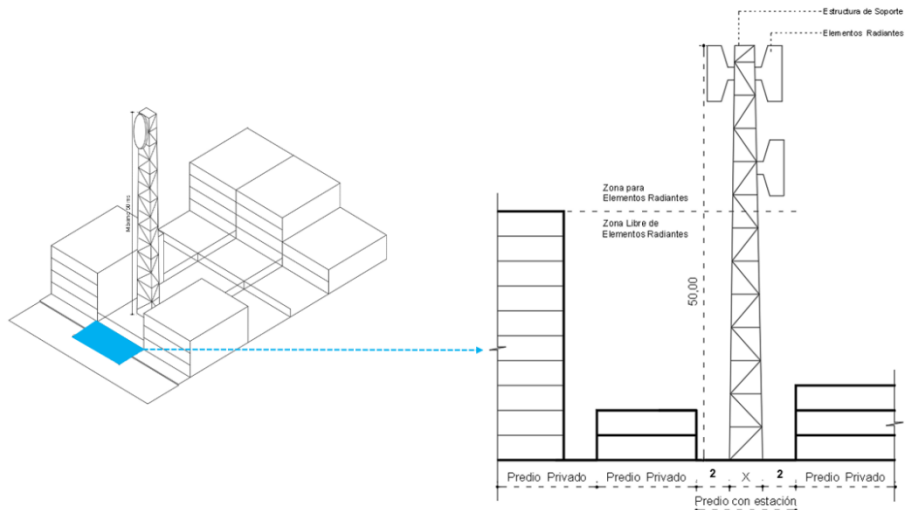 Estructura de Soporte
Elementos Radiantes
Zona para
Elementos Radiantes
Zona Libre de
Elementos Radiantes
50,00
Predio Privado
Predio Privado
2
X
2
Predio Privado
Predio con estación